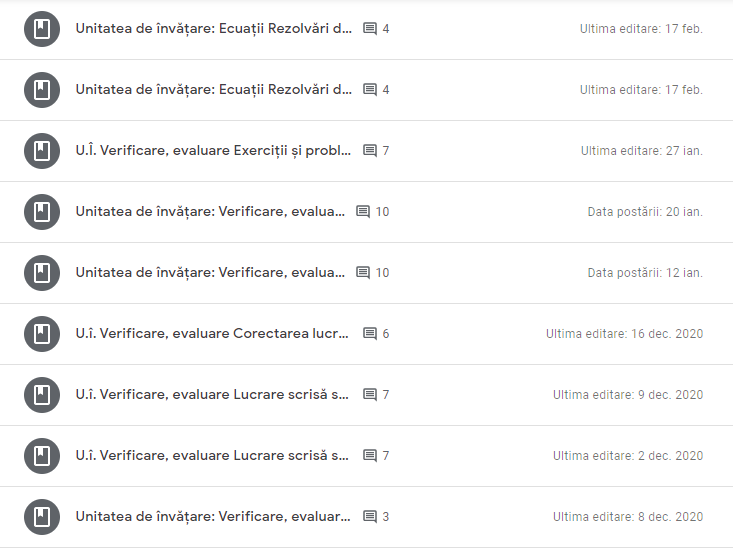 Unitatea de învățare: Ecuații Rezolvări d... 4 Ultima editare: 17 feb.
Unitatea de învățare: Ecuații Rezolvări d... 4 Ultima editare: 17 feb.
U.Î. Verificare, evaluare Exerciții și probl... 7 Ultima editare: 27 ian.
Unitatea de învățare: Verificare, evalua... 10 Data postării: 20 ian.
Unitatea de învățare: Verificare, evalua... 10 Data postării: 12 ian.
U.î. Verificare, evaluare Corectarea lucr... 6 Ultima editare: 16 dec. 2020
U.î. Verificare, evaluare Lucrare scrisă s... 7 Ultima editare: 9 dec. 2020
U.î. Verificare, evaluare Lucrare scrisă s... 7 Ultima editare: 2 dec. 2020
Unitatea de învățare: Verificare, evaluar... 3 Ultima editare: 8 dec. 2020